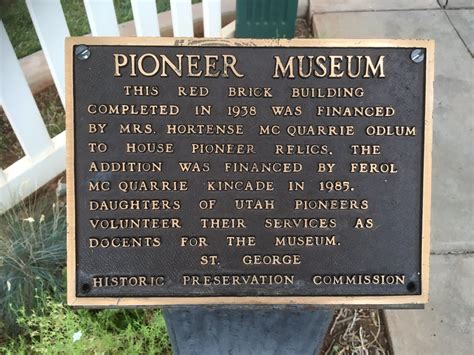 PIONEER MUSEUM
THIS RED BRICK BUILDING
COMPLETED IN 1938 WAS FINANCED
BY MRS. HORTENSE MC QUARRIE ODLUM
TO HOUSE PIONEER RELICS. THE
ADDITION WAS FINANCED BY FEROL
MC QUARRIE KINCADE IN 1985.
DAUGHTERS OF UTAH PIONEERS
VOLUNTEER THEIR SERVICES AS
DOCENTS FOR THE MUSEUM.
ST. GEORGE
HISTORIC PRESERVATION COMMISSION